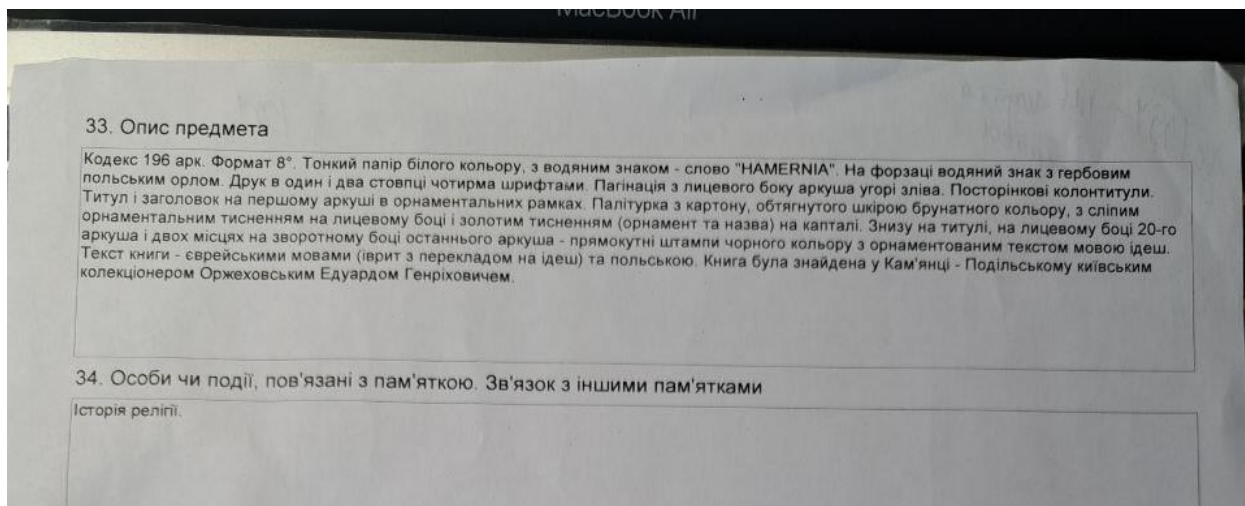 MacBook Air
33. Опис предмета
Кодекс 196 арк. Формат 8°. Тонкий папір білого кольору, з водяним знаком - слово "HAMERNIA". На форзаці водяний знак з гербовим
польським орлом. Друк в один і два стовпці чотирма шрифтами. Пагінація з лицевого боку аркуша угорі зліва. Посторінкові колонтитули.
Титул і заголовок на першому аркуші в орнаментальних рамках. Палітурка з картону, обтягнутого шкірою брунатного кольору, з сліпим
орнаментальним тисненням на лицевому боці і золотим тисненням (орнамент та назва) на капталі. Знизу на титулі, на лицевому боці 20-го
аркуша і двох місцях на зворотному боці останнього аркуша - прямокутні штампи чорного кольору з орнаментованим текстом мовою ідеш.
Текст книги - єврейськими мовами (іврит з перекладом на ідеш) та польською. Книга була знайдена у Кам'янці - Подільському київським
колекціонером Оржеховським Едуардом Генріховичем.
34. Особи чи події, пов'язані з пам'яткою. Зв'язок з іншими пам'ятками
Історія релігії.